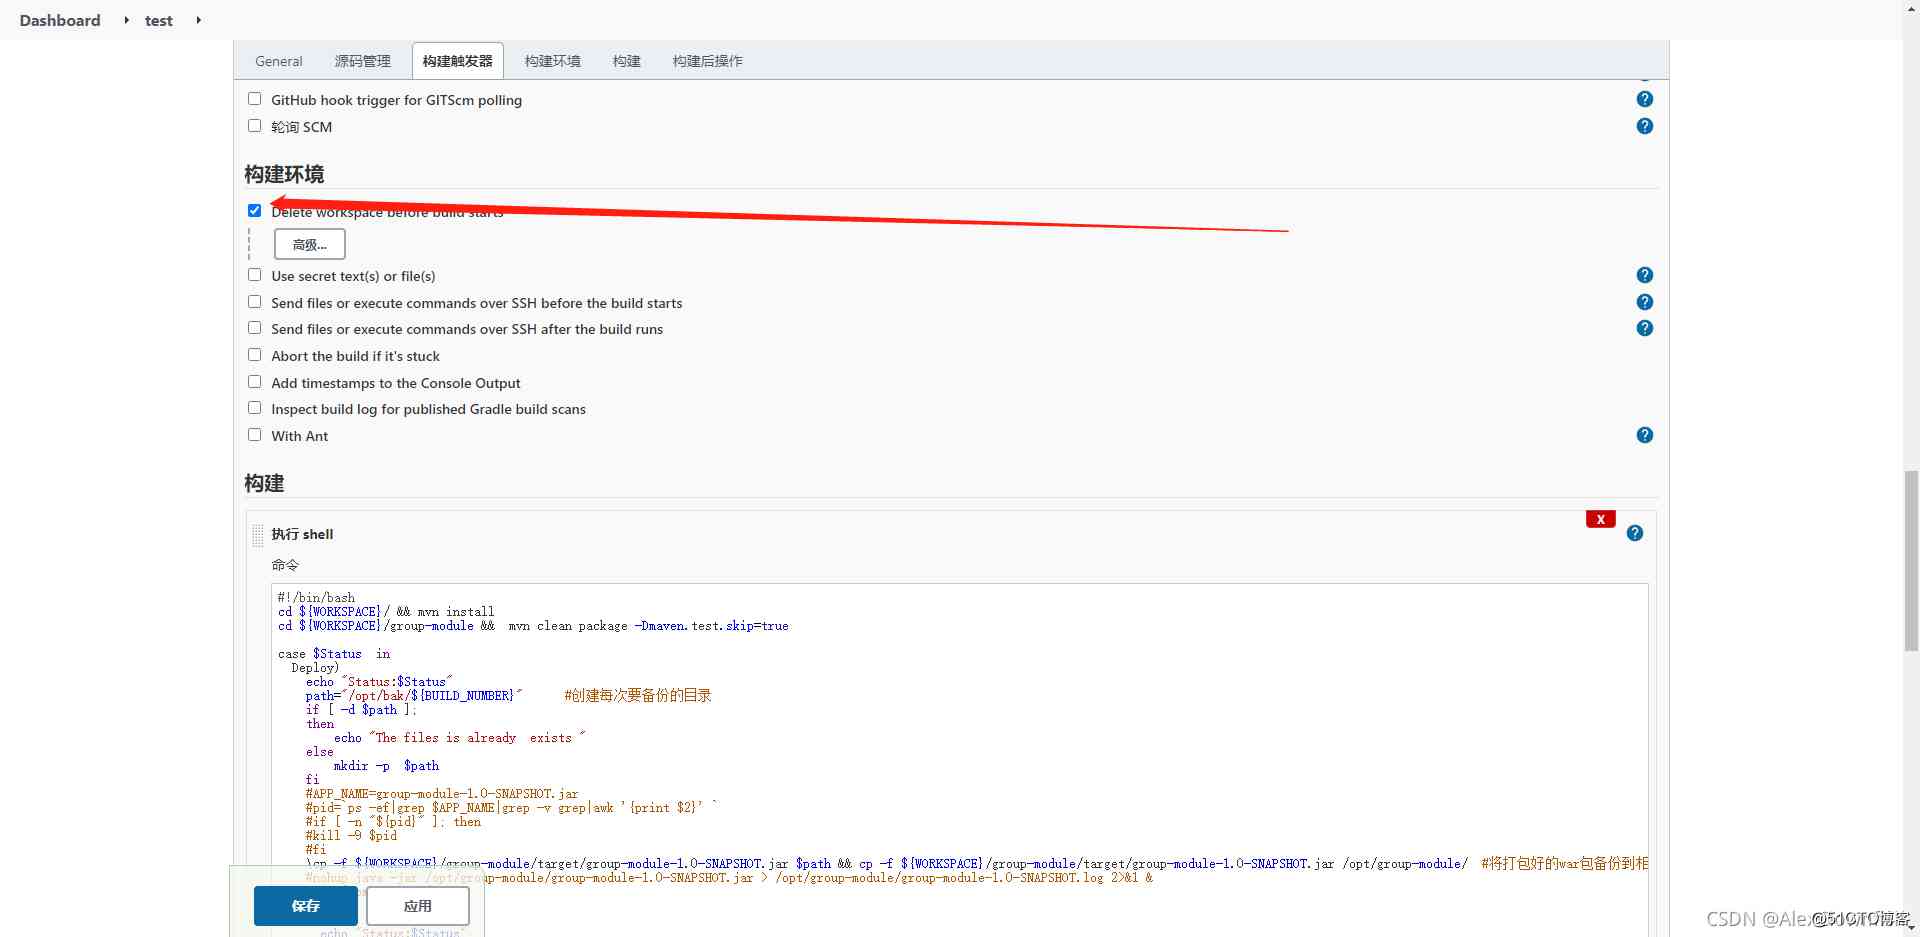 Dashboard test
General 源码管理 构建触发器 构建环境 构建 构建后操作
GitHub hook trigger for GITScm polling
轮询 SCM
构建环境
Delete workspace before build starts
高级...
Use secret text(s) or file(s)
Send files or execute commands over SSH before the build starts
Send files or execute commands over SSH after the build runs
Abort the build if it's stuck
Add timestamps to the Console Output
Inspect build log for published Gradle build scans
With Ant
构建
X
执行 shell
命令
#!/bin/bash
cd ${WORKSPACE}/ && mvn install
cd ${WORKSPACE}/group-module &&  mvn clean package -Dmaven.test.skip=true
case $Status  in
Deploy)
echo "Status:$Status"
path="/opt/bak/${BUILD_NUMBER}"      #创建每次要备份的目录
if [ -d $path ];
then
echo "The files is already  exists "
else
mkdir -p  $path
fi
#APP_NAME=group-module-1.0-SNAPSHOT.jar
#pid=`ps -ef|grep $APP_NAME|grep -v grep|awk '{print $2}' `
#if [ -n "${pid}" ]; then
#kill -9 $pid
#fi
\cp -f ${WORKSPACE}/group-module/target/group-module-1.0-SNAPSHOT.jar $path && cp -f ${WORKSPACE}/group-module/target/group-module-1.0-SNAPSHOT.jar /opt/group-module/  #将打包好的war包备份到相
#nohup java -jar /opt/group-module/group-module-1.0-SNAPSHOT.jar > /opt/group-module/group-module-1.0-SNAPSHOT.log 2>&1 &
保存 应用
echo "Status:$Status"
CSDN @Alex
@51CTO博客